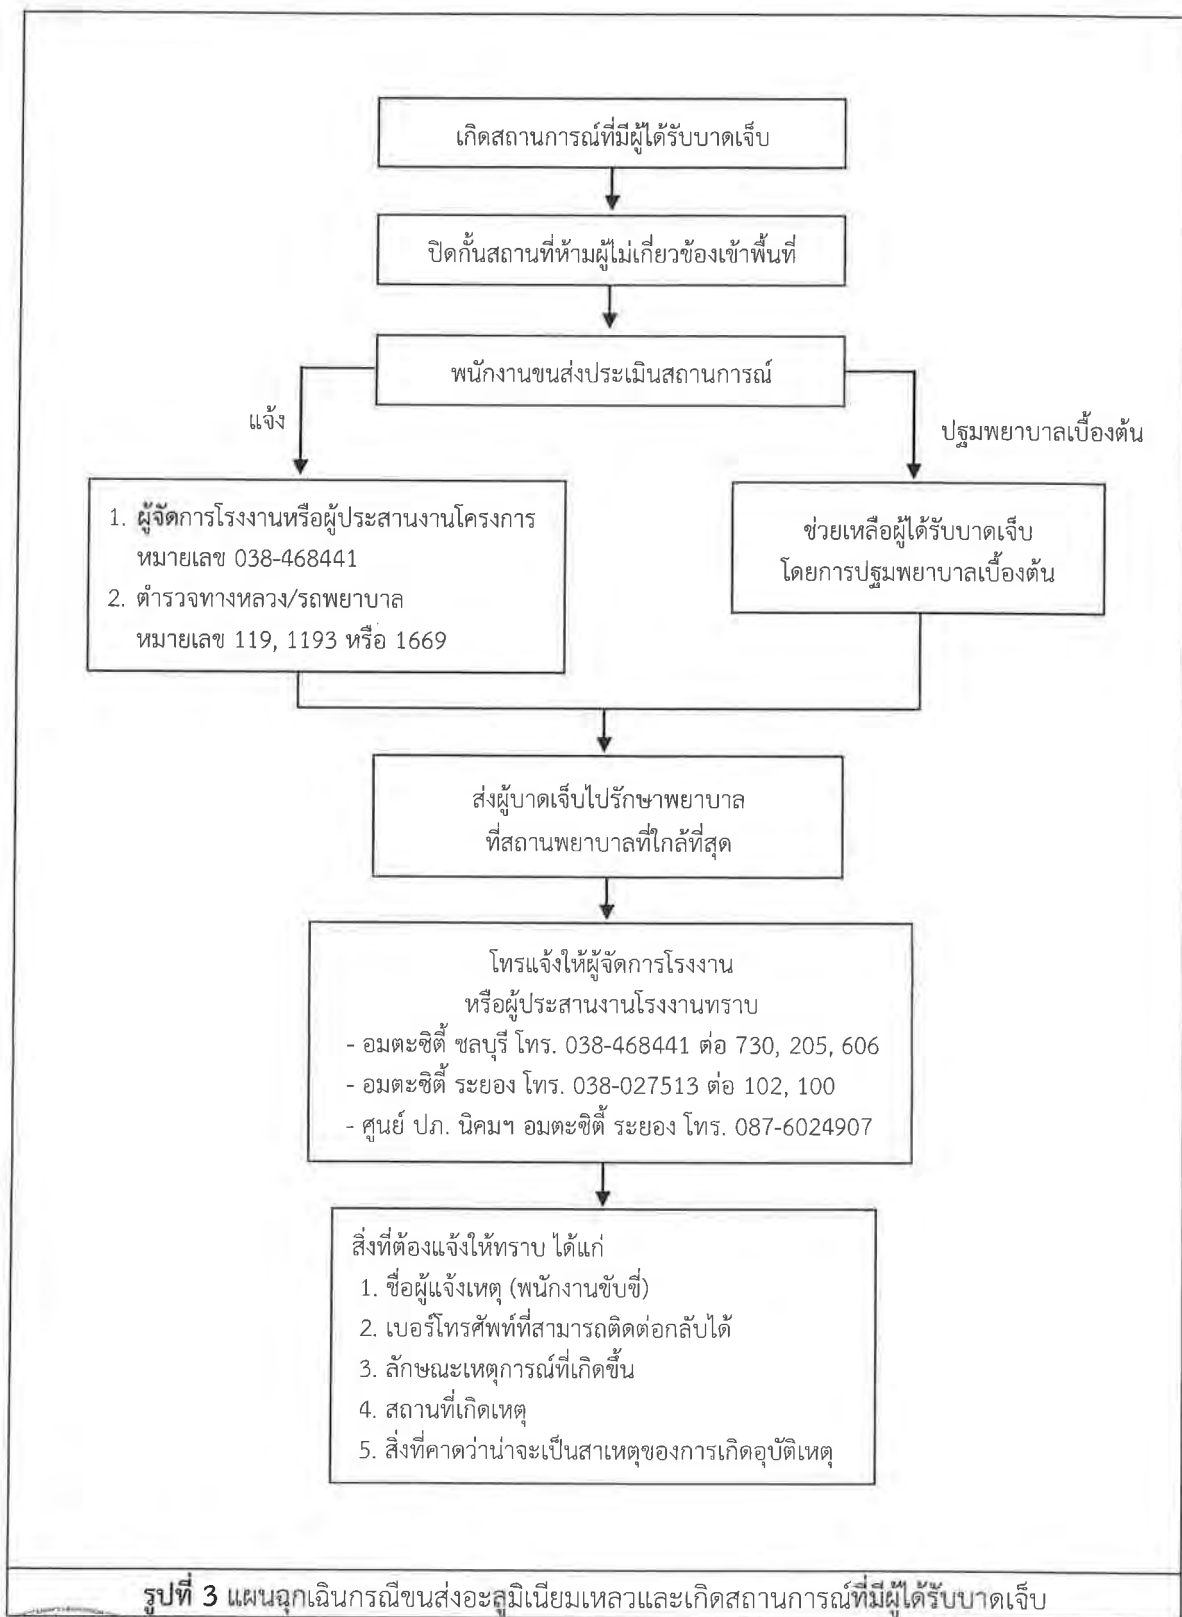 เกิดสถานการณ์ที่มีผู้ได้รับบาดเจ็บ
ปิดกั้นสถานที่ห้ามผู้ไม่เกี่ยวข้องเข้าพื้นที่
พนักงานขนส่งประเมินสถานการณ์
แจ้ง
ปฐมพยาบาลเบื้องต้น
1. ผู้จัดการโรงงานหรือผู้ประสานงานโครงการ
หมายเลข 038-468441
2. ตำรวจทางหลวง/รถพยาบาล
หมายเลข 119, 1193 หรือ 1669
ช่วยเหลือผู้ได้รับบาดเจ็บ
โดยการปฐมพยาบาลเบื้องต้น
ส่งผู้บาดเจ็บไปรักษาพยาบาล
ที่สถานพยาบาลที่ใกล้ที่สุด
โทรแจ้งให้ผู้จัดการโรงงาน
หรือผู้ประสานงานโรงงานทราบ
- อมตะซิตี้ ชลบุรี โทร. 038-468441 ต่อ 730, 205, 606
- อมตะซิตี้ ระยอง โทร. 038-027513 ต่อ 102, 100
- ศูนย์ ปภ. นิคมฯ อมตะซิตี้ ระยอง โทร. 087-6024907
สิ่งที่ต้องแจ้งให้ทราบ ได้แก่
1. ชื่อผู้แจ้งเหตุ (พนักงานขับขี่)
2. เบอร์โทรศัพท์ที่สามารถติดต่อกลับได้
3. ลักษณะเหตุการณ์ที่เกิดขึ้น
4. สถานที่เกิดเหตุ
5. สิ่งที่คาดว่าน่าจะเป็นสาเหตุของการเกิดอุบัติเหตุ
รูปที่ 3 แผนฉุกเฉินกรณีขนส่งอะลูมิเนียมเหลวและเกิดสถานการณ์ที่มีผู้ได้รับบาดเจ็บ